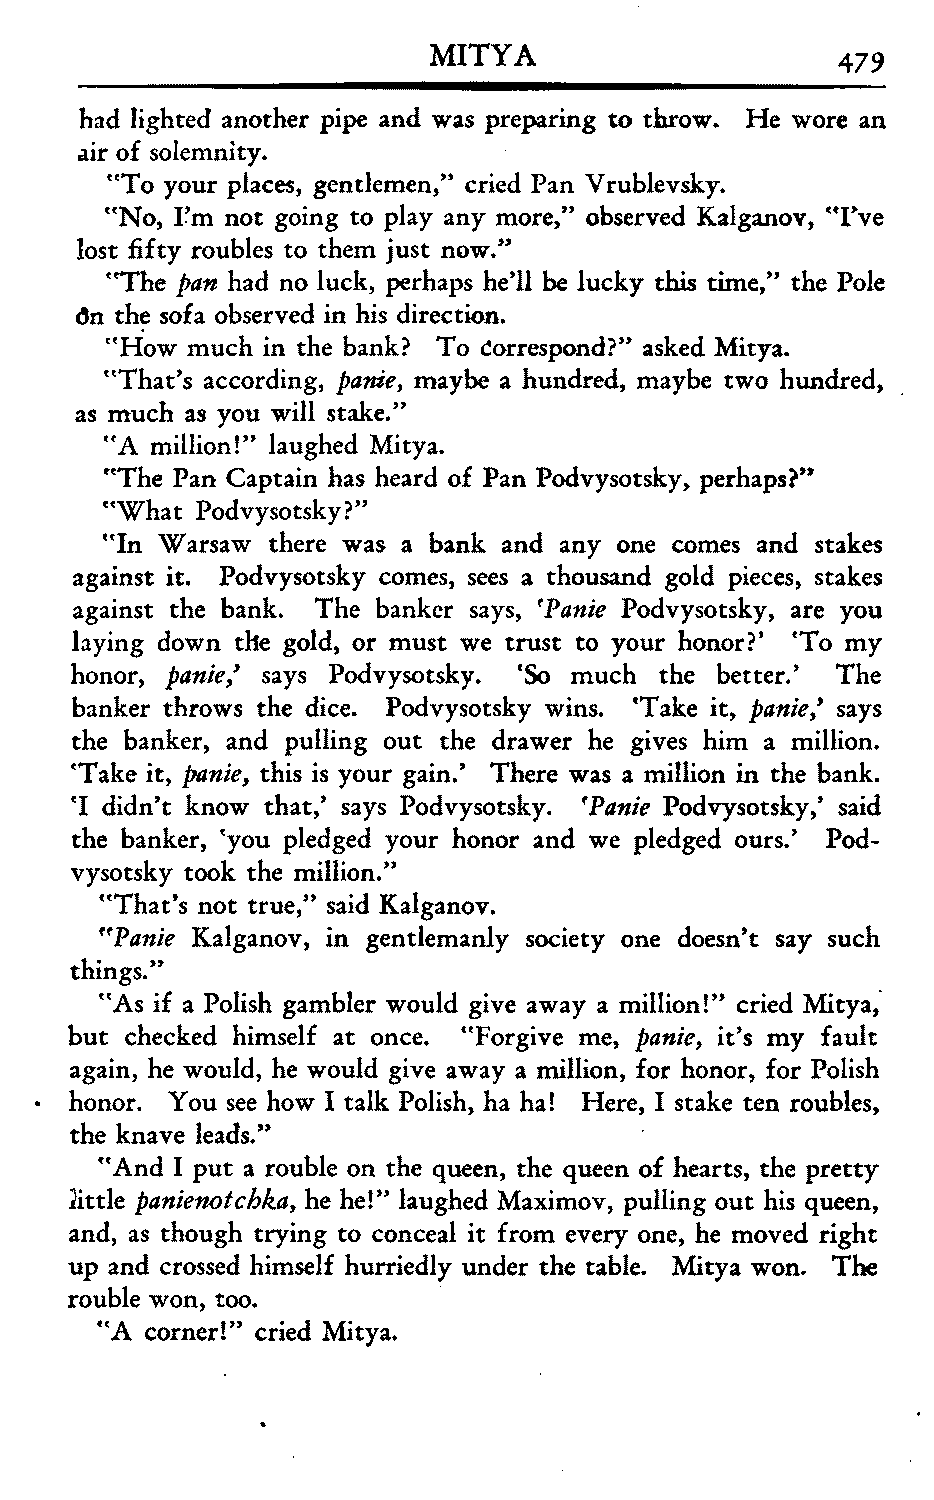 MITYA 479
had lighted another pipe and was preparing to throw. He wore an
air of solemnity.
"To your places, gentlemen," cried Pan Vrublevsky.
"No, I'm not going to play any more," observed Kalganov, "I've
lost fifty roubles to them just now."
"The pan had no luck, perhaps he'll be lucky this time," the Pole
on the sofa observed in his direction.
"How much in the bank? To correspond?" asked Mitya.
"That's according, panie, maybe a hundred, maybe two hundred,
as much as you will stake."
"A million!" laughed Mitya.
"The Pan Captain has heard of Pan Podvysotsky, perhaps?"
"What Podvysotsky?"
"In Warsaw there was a bank and any one comes and stakes
against it. Podvysotsky comes, sees a thousand gold pieces, stakes
against the bank. The banker says, 'Panie Podvysotsky, are you
laying down the gold, or must we trust to your honor?' 'To my
honor, panie,' says Podvysotsky. 'So much the better.' The
banker throws the dice. Podvysotsky wins. 'Take it, panie,' says
the banker, and pulling out the drawer he gives him a million.
'Take it, panie, this is your gain.' There was a million in the bank.
'I didn't know that,' says Podvysotsky. 'Panie Podvysotsky,' said
the banker, 'you pledged your honor and we pledged ours.' Pod-
vysotsky took the million."
"That's not true," said Kalganov.
"Panie Kalganov, in gentlemanly society one doesn't say such
things."
"As if a Polish gambler would give away a million!" cried Mitya,
but checked himself at once. "Forgive me, panie, it's my fault
again, he would, he would give away a million, for honor, for Polish
honor. You see how I talk Polish, ha ha! Here, I stake ten roubles,
the knave leads."
"And I put a rouble on the queen, the queen of hearts, the pretty
little panienotchka, he he!" laughed Maximov, pulling out his queen,
and, as though trying to conceal it from every one, he moved right
up and crossed himself hurriedly under the table. Mitya won. The
rouble won, too.
"A corner!" cried Mitya.